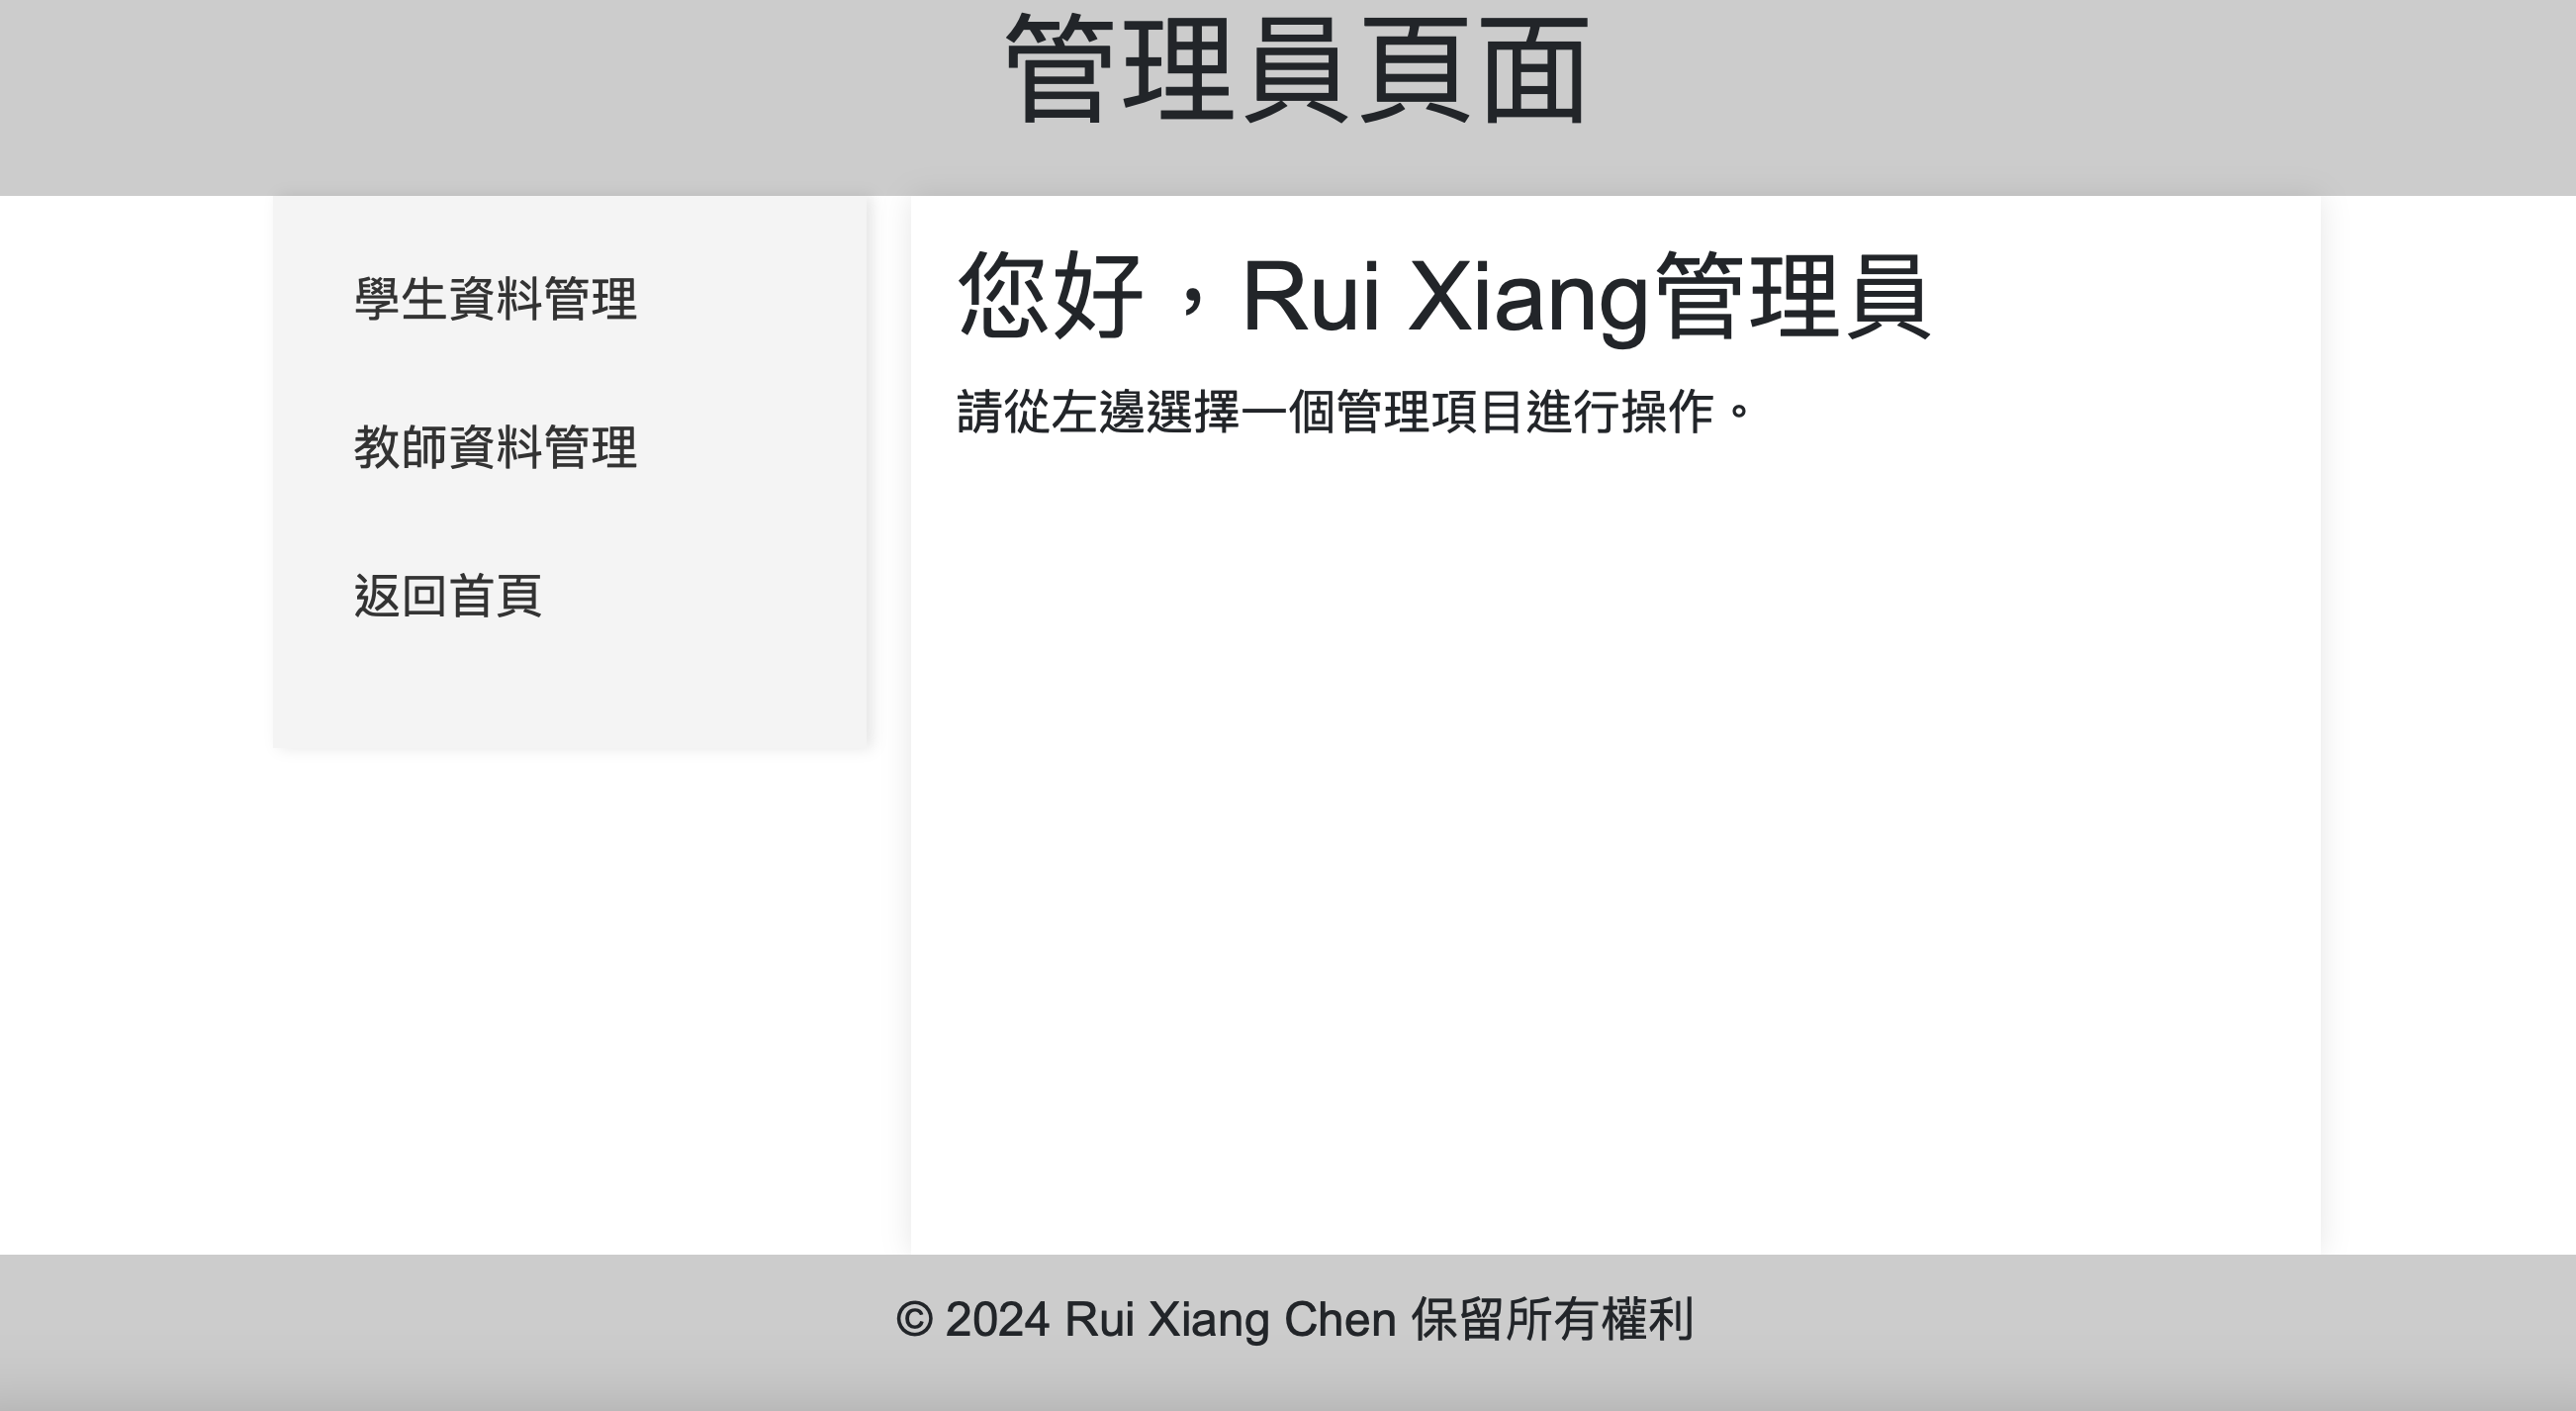 管理員頁面
學生資料管理
教師資料管理
返回首頁
您好，Rui Xiang管理員
請從左邊選擇一個管理項目進行操作。
© 2024 Rui Xiang Chen 保留所有權利